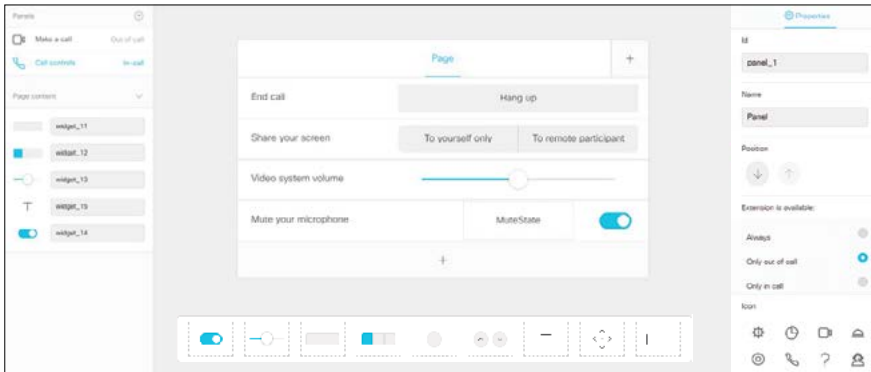 Panels
Make a call
Out of call
Call controls
In-call
Page content
widget_11
widget_12
widget_13
widget_15
widget_14
Page
+
End call
Hang up
Share your screen
To yourself only
To remote participant
Video system volume
Mute your microphone
MuteState
+
Properties
Id
panel_1
Name
Panel
Position
Extension is available:
Always
Only out of call
Only in call
Icon